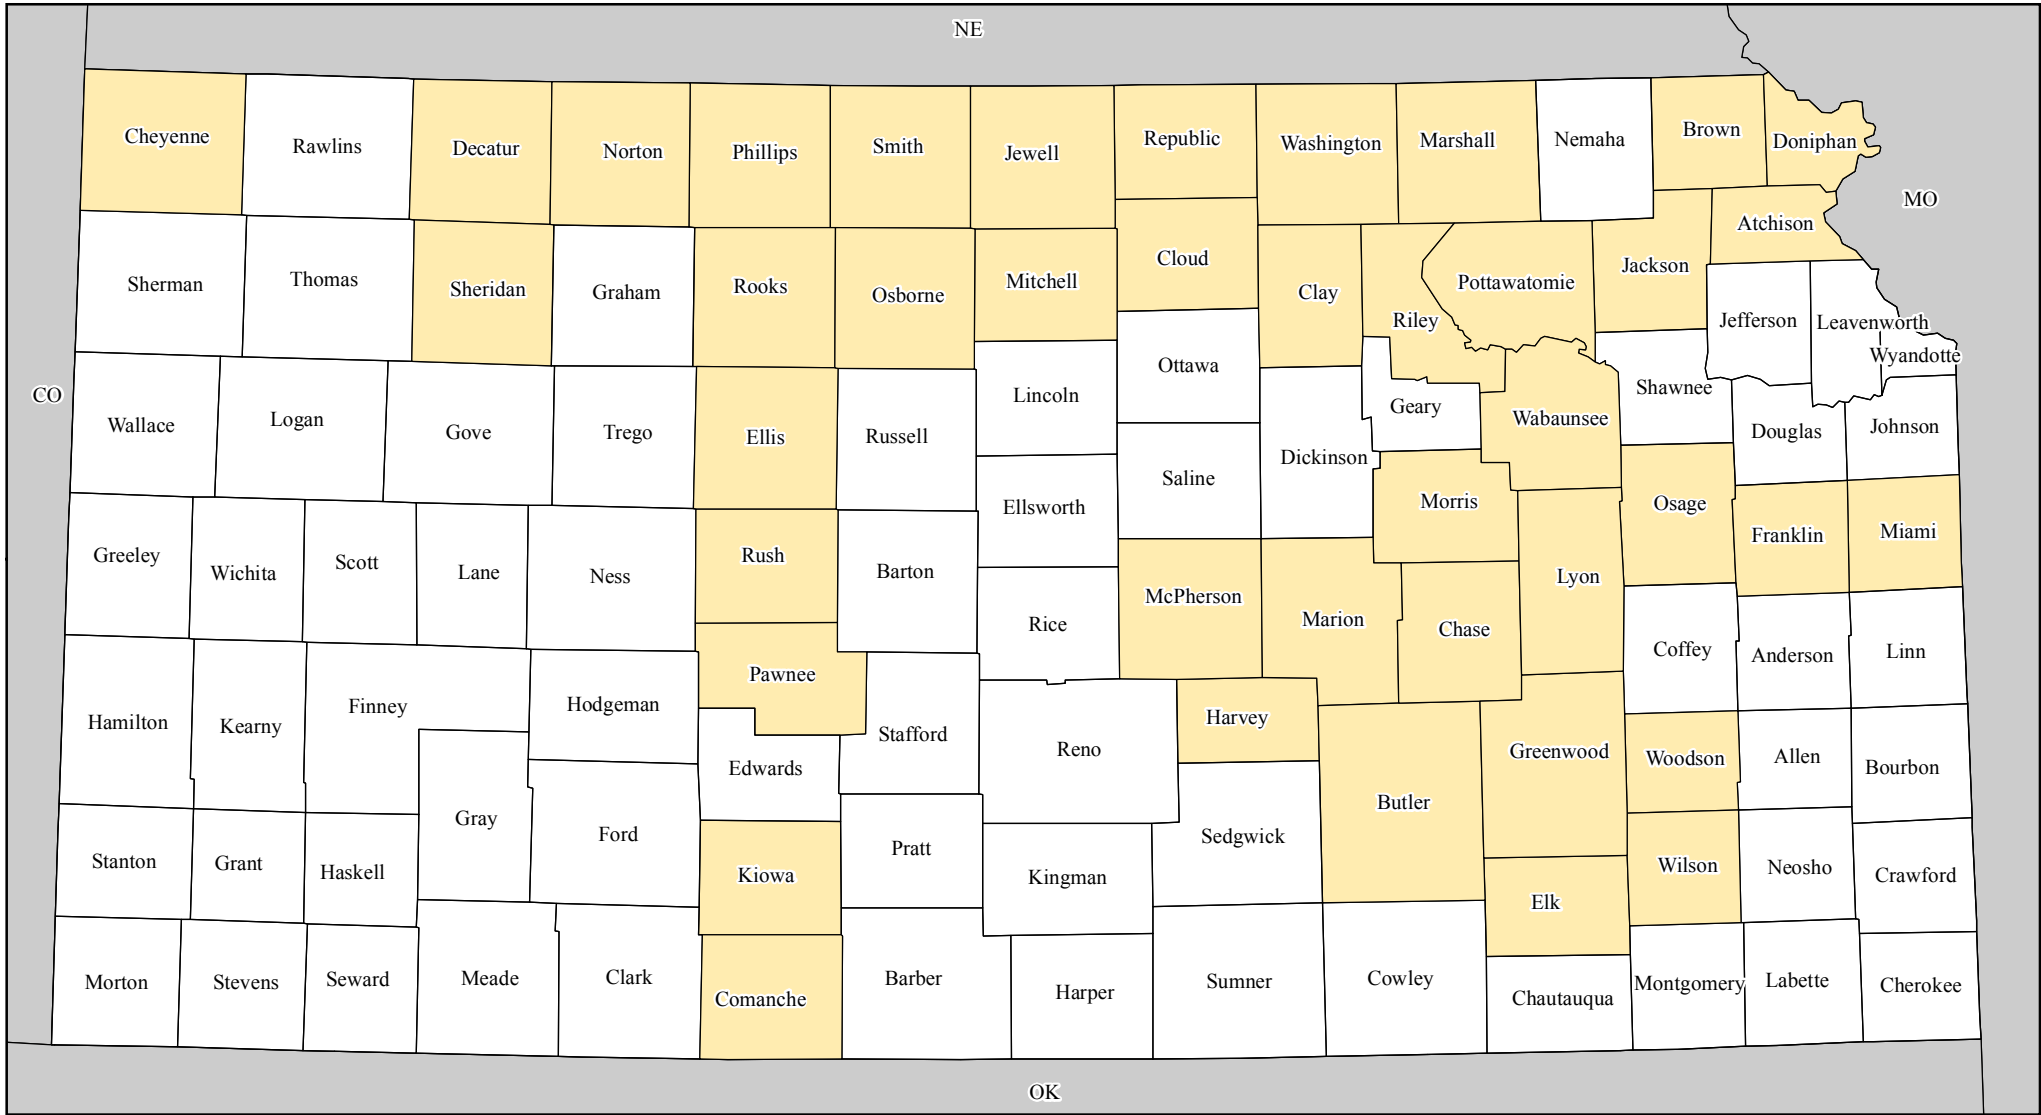 NE
Cheyenne
Rawlins
Decatur
Norton
Phillips
Smith
Jewell
Republic
Washington
Marshall
Nemaha
Brown
Doniphan
MO
Sherman
Thomas
Sheridan
Graham
Rooks
Osborne
Mitchell
Cloud
Clay
Riley
Pottawatomie
Jackson
Atchison
Jefferson
Leavenworth
Wyandotte
CO
Wallace
Logan
Gove
Trego
Ellis
Russell
Lincoln
Ottawa
Saline
Dickinson
Geary
Wabaunsee
Shawnee
Douglas
Johnson
Greeley
Wichita
Scott
Lane
Ness
Rush
Barton
Ellsworth
Rice
McPherson
Marion
Morris
Chase
Lyon
Osage
Franklin
Miami
Coffey
Anderson
Linn
Hamilton
Kearny
Finney
Hodgeman
Pawnee
Edwards
Stafford
Reno
Harvey
Butler
Greenwood
Woodson
Allen
Bourbon
Stanton
Grant
Haskell
Gray
Ford
Kiowa
Pratt
Kingman
Sedgwick
Elk
Wilson
Neosho
Crawford
Morton
Stevens
Seward
Meade
Clark
Comanche
Barber
Harper
Sumner
Cowley
Chautauqua
Montgomery
Labette
Cherokee
OK